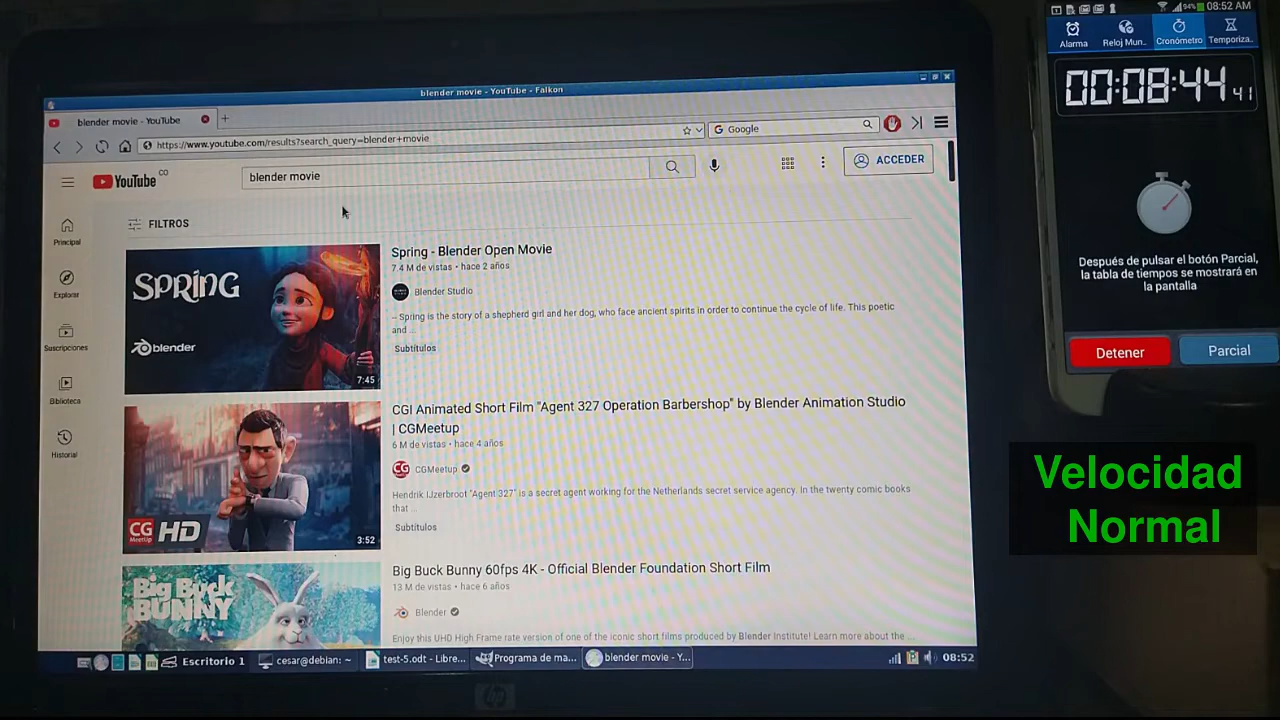 94% 08:52 AM
Alarma
Reloj Mun..
Cronómetro
Temporiza..
00:08:44 41
Después de pulsar el botón Parcial,
la tabla de tiempos se mostrará en
la pantalla
Detener
Parcial
Velocidad
Normal
blender movie - YouTube - Falkon
blender movie - YouTube
https://www.youtube.com/results?search_query=blender+movie
Google
YouTube CO
blender movie
ACCEDER
FILTROS
Principal
Explorar
Suscripciones
Biblioteca
Historial
SPRING
blender
7:45
Spring - Blender Open Movie
7.4 M de vistas • hace 2 años
Blender Studio
-- Spring is the story of a shepherd girl and her dog, who face ancient spirits in order to continue the cycle of life. This poetic
and ...
Subtítulos
CG
MeetUp
HD
3:52
CGI Animated Short Film "Agent 327 Operation Barbershop" by Blender Animation Studio
| CGMeetup
6 M de vistas • hace 4 años
CG
CGMeetup
Hendrik IJzerbroot "Agent 327" is a secret agent working for the Netherlands secret service agency. In the twenty comic books
that ...
Subtítulos
Big Buck
BUNNY
Big Buck Bunny 60fps 4K - Official Blender Foundation Short Film
13 M de vistas • hace 6 años
Blender
Enjoy this UHD High Frame rate version of one of the iconic short films produced by Blender Institute! Learn more about the ...
Escritorio 1
cesar@debian: ~
test-5.odt - Libre...
Programa de ma...
blender movie - Y...
08:52
hp